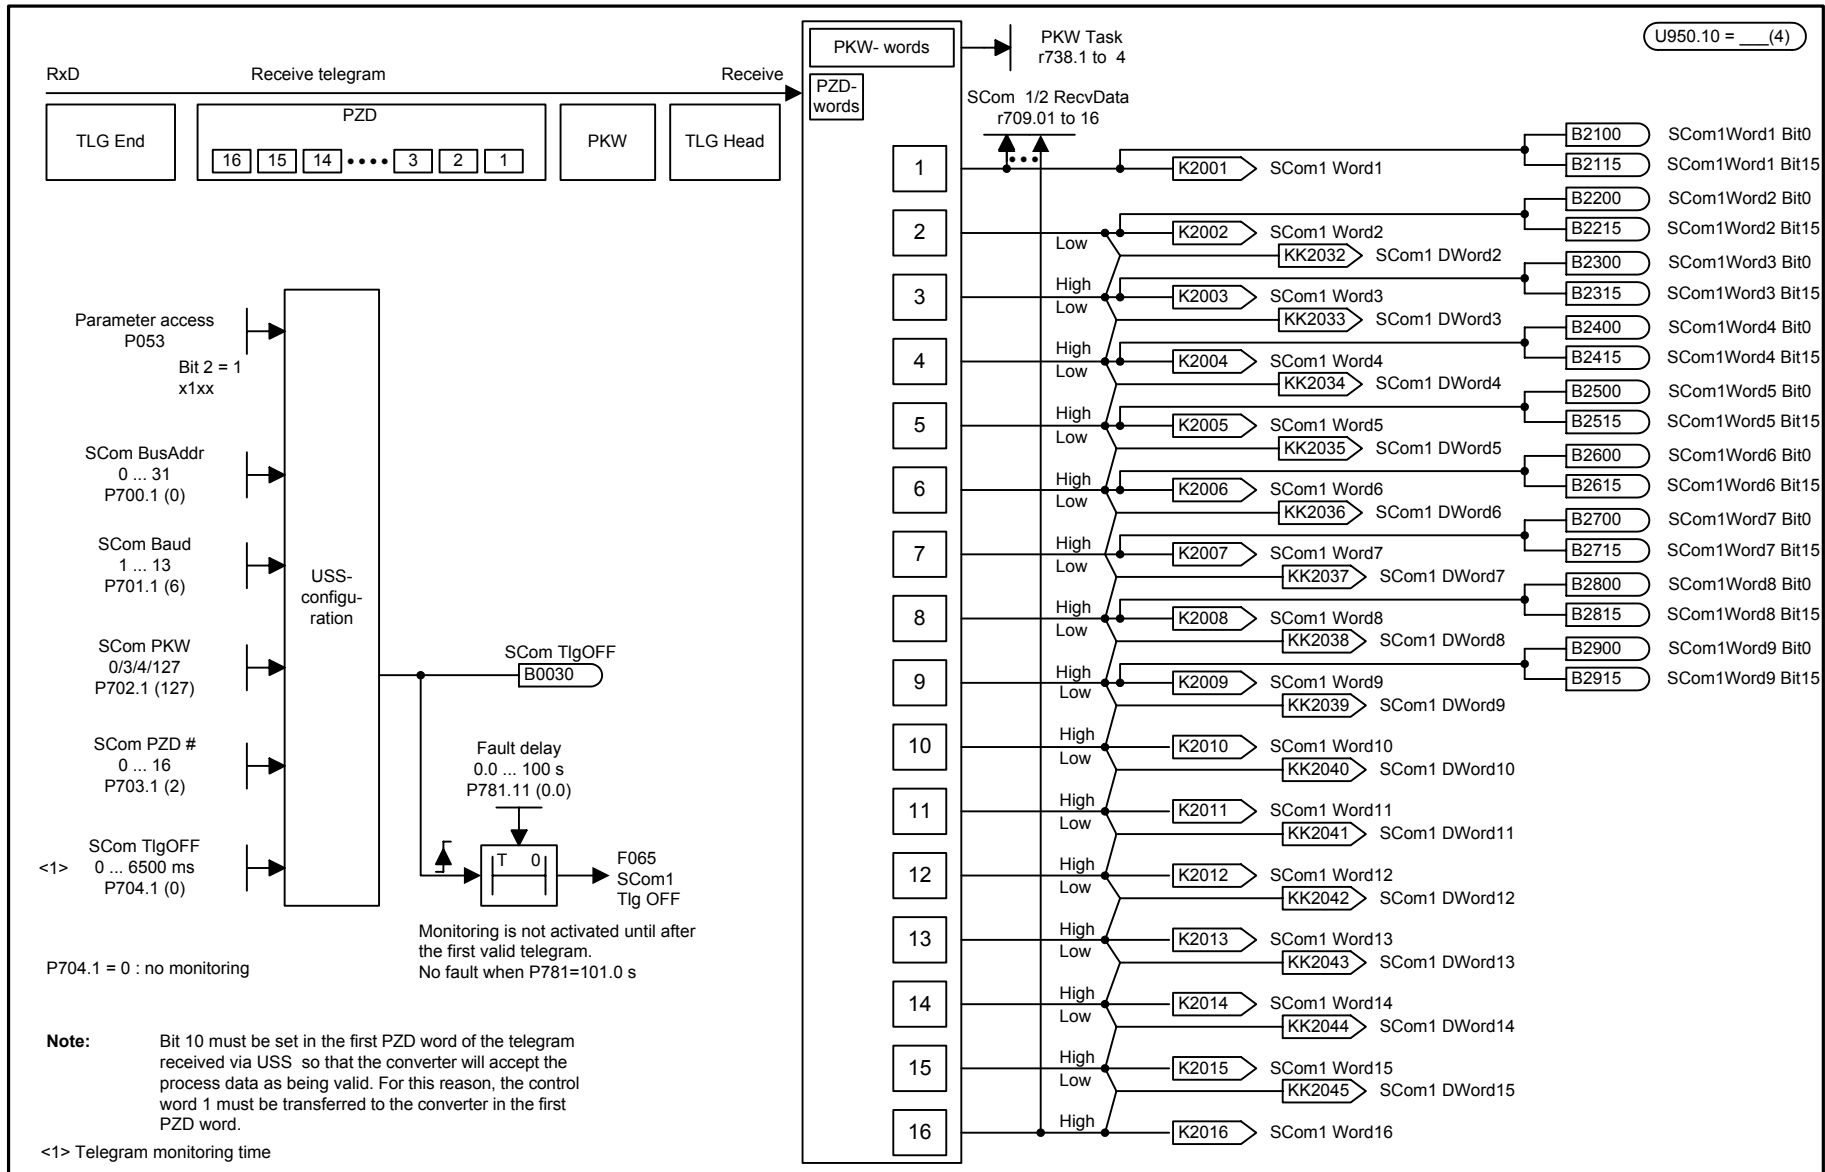 U950.10 = ___(4)
RxD
Receive telegram
Receive
TLG End
PZD
16 15 14 •••• 3 2 1
PKW
TLG Head
PKW- words
PZD-
words
PKW Task
r738.1 to 4
SCom 1/2 RecvData
r709.01 to 16
Parameter access
P053
Bit 2 = 1
x1xx
SCom BusAddr
0 ... 31
P700.1 (0)
SCom Baud
1 ... 13
P701.1 (6)
SCom PKW
0/3/4/127
P702.1 (127)
SCom PZD #
0 ... 16
P703.1 (2)
<1>
SCom TlgOFF
0 ... 6500 ms
P704.1 (0)
USS-
configu-
ration
SCom TlgOFF
B0030
Fault delay
0.0 ... 100 s
P781.11 (0.0)
T 0
F065
SCom1
Tlg OFF
Monitoring is not activated until after
the first valid telegram.
No fault when P781=101.0 s
P704.1 = 0 : no monitoring
Note:
Bit 10 must be set in the first PZD word of the telegram
received via USS so that the converter will accept the
process data as being valid. For this reason, the control
word 1 must be transferred to the converter in the first
PZD word.
<1> Telegram monitoring time
B2100 SCom1Word1 Bit0
1 K2001 SCom1 Word1 B2115 SCom1Word1 Bit15
B2200 SCom1Word2 Bit0
2 K2002 SCom1 Word2 B2215 SCom1Word2 Bit15
Low KK2032 SCom1 DWord2
B2300 SCom1Word3 Bit0
High
3 K2003 SCom1 Word3 B2315 SCom1Word3 Bit15
Low KK2033 SCom1 DWord3
B2400 SCom1Word4 Bit0
High
4 K2004 SCom1 Word4 B2415 SCom1Word4 Bit15
Low KK2034 SCom1 DWord4
B2500 SCom1Word5 Bit0
High
5 K2005 SCom1 Word5 B2515 SCom1Word5 Bit15
Low KK2035 SCom1 DWord5
B2600 SCom1Word6 Bit0
High
6 K2006 SCom1 Word6 B2615 SCom1Word6 Bit15
Low KK2036 SCom1 DWord6
B2700 SCom1Word7 Bit0
High
7 K2007 SCom1 Word7 B2715 SCom1Word7 Bit15
Low KK2037 SCom1 DWord7
B2800 SCom1Word8 Bit0
High
8 K2008 SCom1 Word8 B2815 SCom1Word8 Bit15
Low KK2038 SCom1 DWord8
B2900 SCom1Word9 Bit0
High
9 K2009 SCom1 Word9 B2915 SCom1Word9 Bit15
Low KK2039 SCom1 DWord9
High
10 K2010 SCom1 Word10
Low KK2040 SCom1 DWord10
High
11 K2011 SCom1 Word11
Low KK2041 SCom1 DWord11
High
12 K2012 SCom1 Word12
Low KK2042 SCom1 DWord12
High
13 K2013 SCom1 Word13
Low KK2043 SCom1 DWord13
High
14 K2014 SCom1 Word14
Low KK2044 SCom1 DWord14
High
15 K2015 SCom1 Word15
Low KK2045 SCom1 DWord15
High
16 K2016 SCom1 Word16